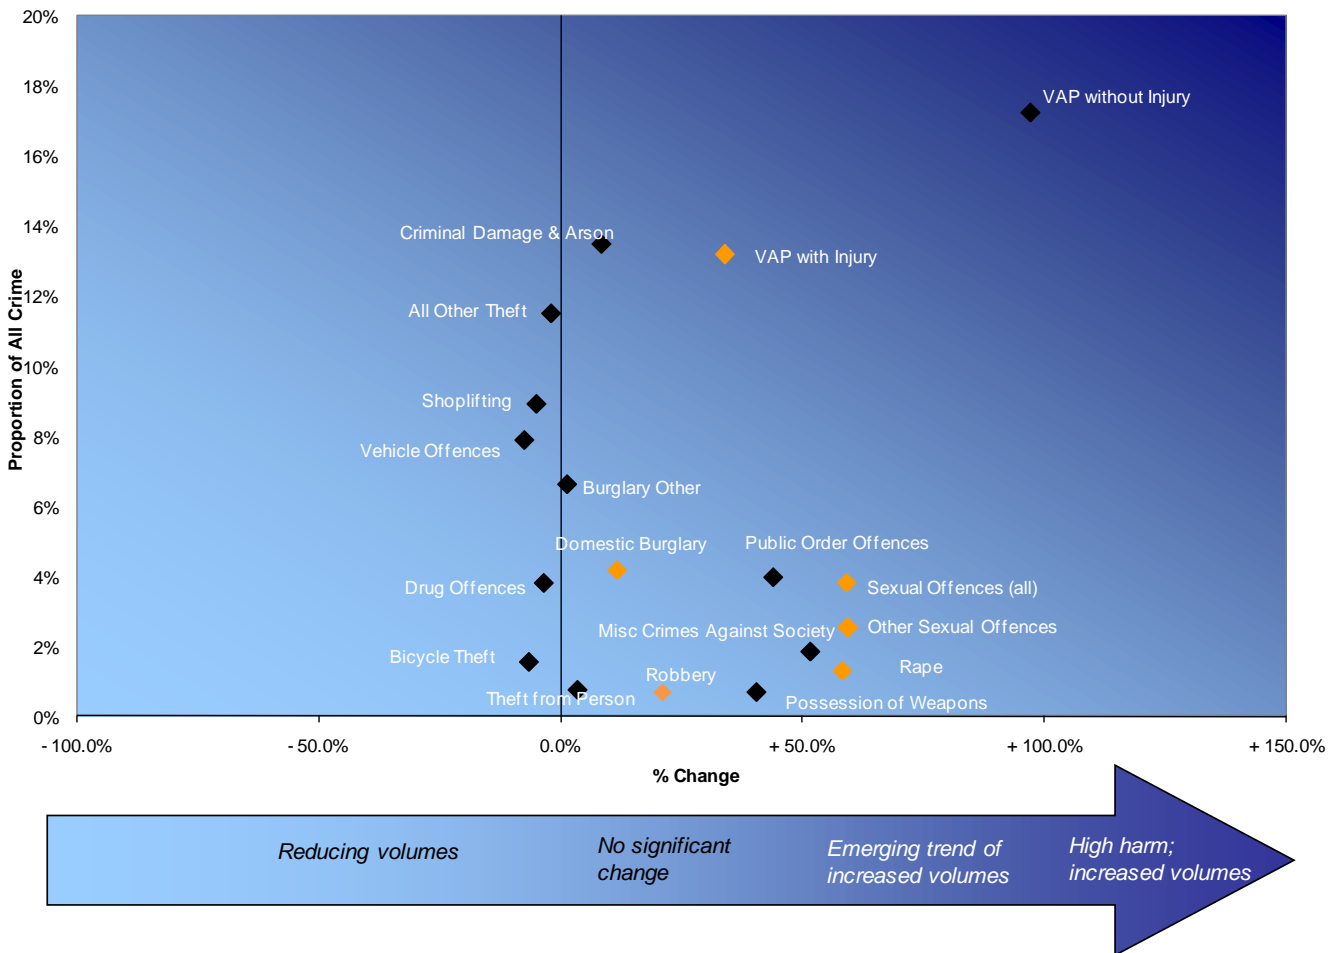 20%
18%
16%
14%
12%
10%
8%
6%
4%
2%
0%
Proportion of All Crime
VAP without Injury
Criminal Damage & Arson
VAP with Injury
All Other Theft
Shoplifting
Vehicle Offences
Burglary Other
Domestic Burglary
Public Order Offences
Drug Offences
Sexual Offences (all)
Misc Crimes Against Society
Other Sexual Offences
Bicycle Theft
Rape
Robbery
Theft from Person
Possession of Weapons
- 100.0%
- 50.0%
0.0%
+ 50.0%
+ 100.0%
+ 150.0%
% Change
Reducing volumes
No significant
change
Emerging trend of
increased volumes
High harm;
increased volumes